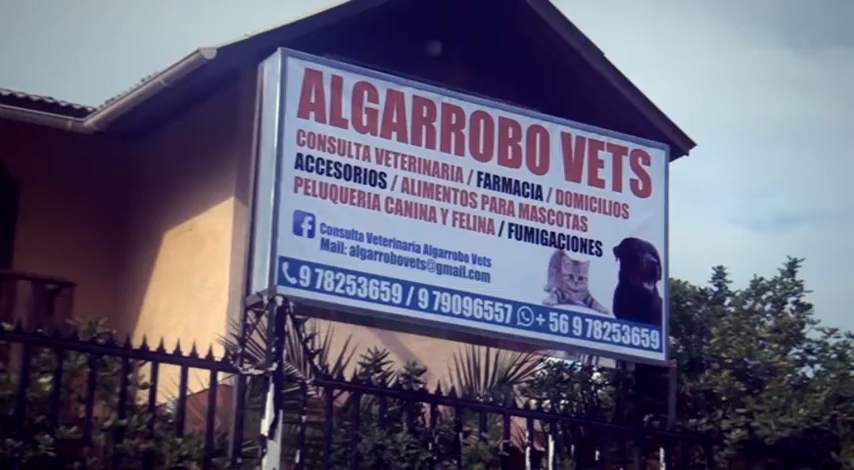 ALGARROBO VETS
CONSULTA VETERINARIA / FARMACIA / DOMICILIOS
ACCESORIOS / ALIMENTOS PARA MASCOTAS
PELUQUERIA CANINA Y FELINA / FUMIGACIONES
f Consulta Veterinaria Algarrobo Vets
Mail: algarrobovets@gmail.com
9 78253659 / 9 79096557 + 56 9 78253659